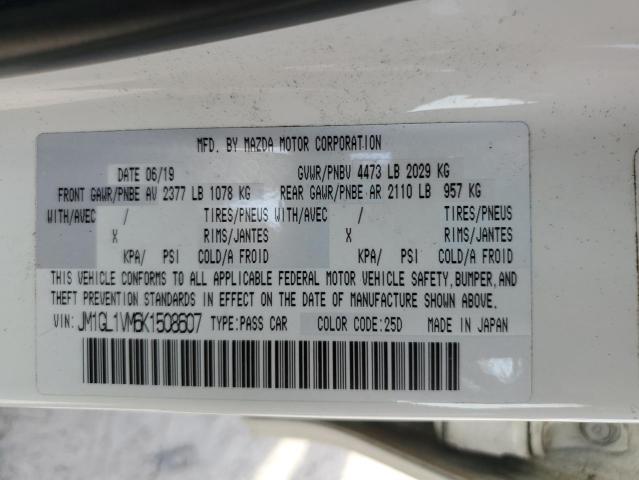 MFD. BY MAZDA MOTOR CORPORATION
DATE 06/19 GVWR/PNBV 4473 LB 2029 KG
FRONT GAWR/PNBE AV 2377 LB 1078 KG REAR GAWR/PNBE AR 2110 LB 957 KG
WITH/AVEC / TIRES/PNEUS WITH/AVEC / TIRES/PNEUS
X RIMS/JANTES X RIMS/JANTES
KPA/ PSI COLD/A FROID KPA/ PSI COLD/A FROID
THIS VEHICLE CONFORMS TO ALL APPLICABLE FEDERAL MOTOR VEHICLE SAFETY, BUMPER, AND
THEFT PREVENTION STANDARDS IN EFFECT ON THE DATE OF MANUFACTURE SHOWN ABOVE.
VIN: JM1GL1VM6K1508607 TYPE:PASS CAR COLOR CODE:25D MADE IN JAPAN